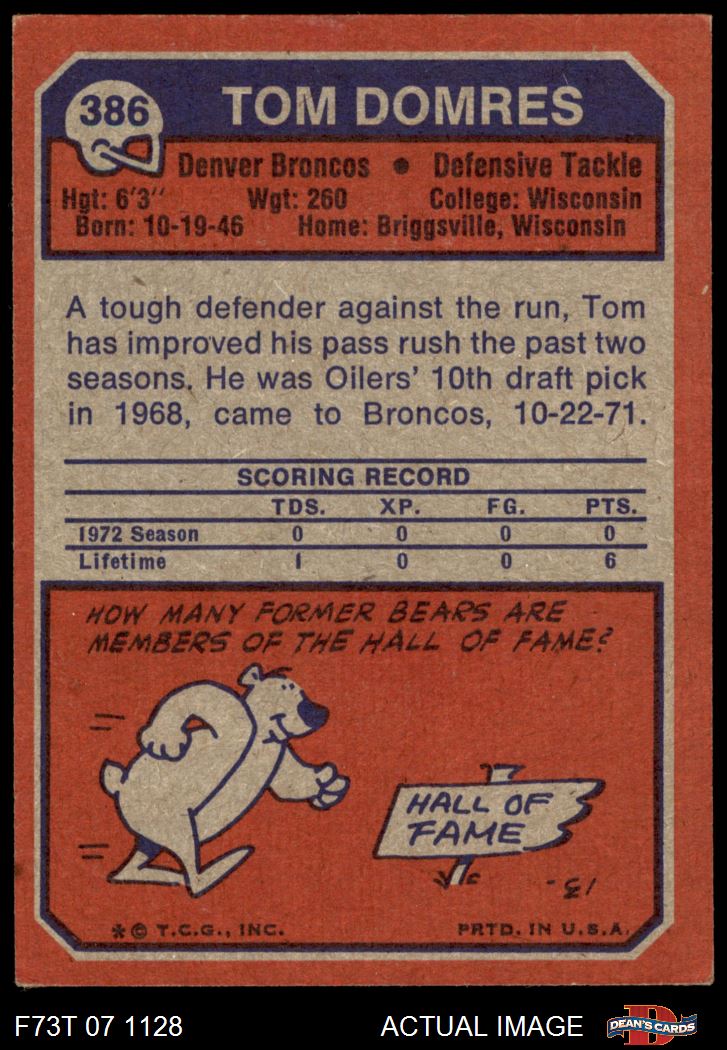 386
TOM DOMRES
Denver Broncos • Defensive Tackle
Hgt: 6'3" Wgt: 260 College: Wisconsin
Born: 10-19-46 Home: Briggsville, Wisconsin
A tough defender against the run, Tom
has improved his pass rush the past two
seasons. He was Oilers' 10th draft pick
in 1968, came to Broncos, 10-22-71.
SCORING RECORD
TDS. XP. FG. PTS.
1972 Season 0 0 0 0
Lifetime 1 0 0 6
HOW MANY FORMER BEARS ARE
MEMBERS OF THE HALL OF FAME?
HALL OF
FAME
13 -
* © T.C.G., INC. PRTD. IN U.S.A.
F73T 07 1128 ACTUAL IMAGE
D
DEAN'S CARDS